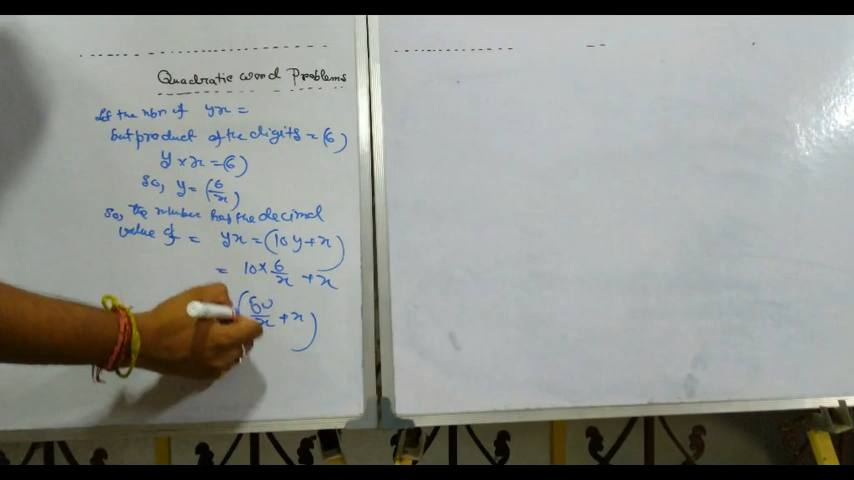 Quadratic word Problems
Let the nbr of yx =
but product of the digits = (6)
y × x = (6)
so, y = (6/x)
so, the number has the decimal
value of = yx = (10y + x)
= 10 × 6/x + x
(60/x + x)